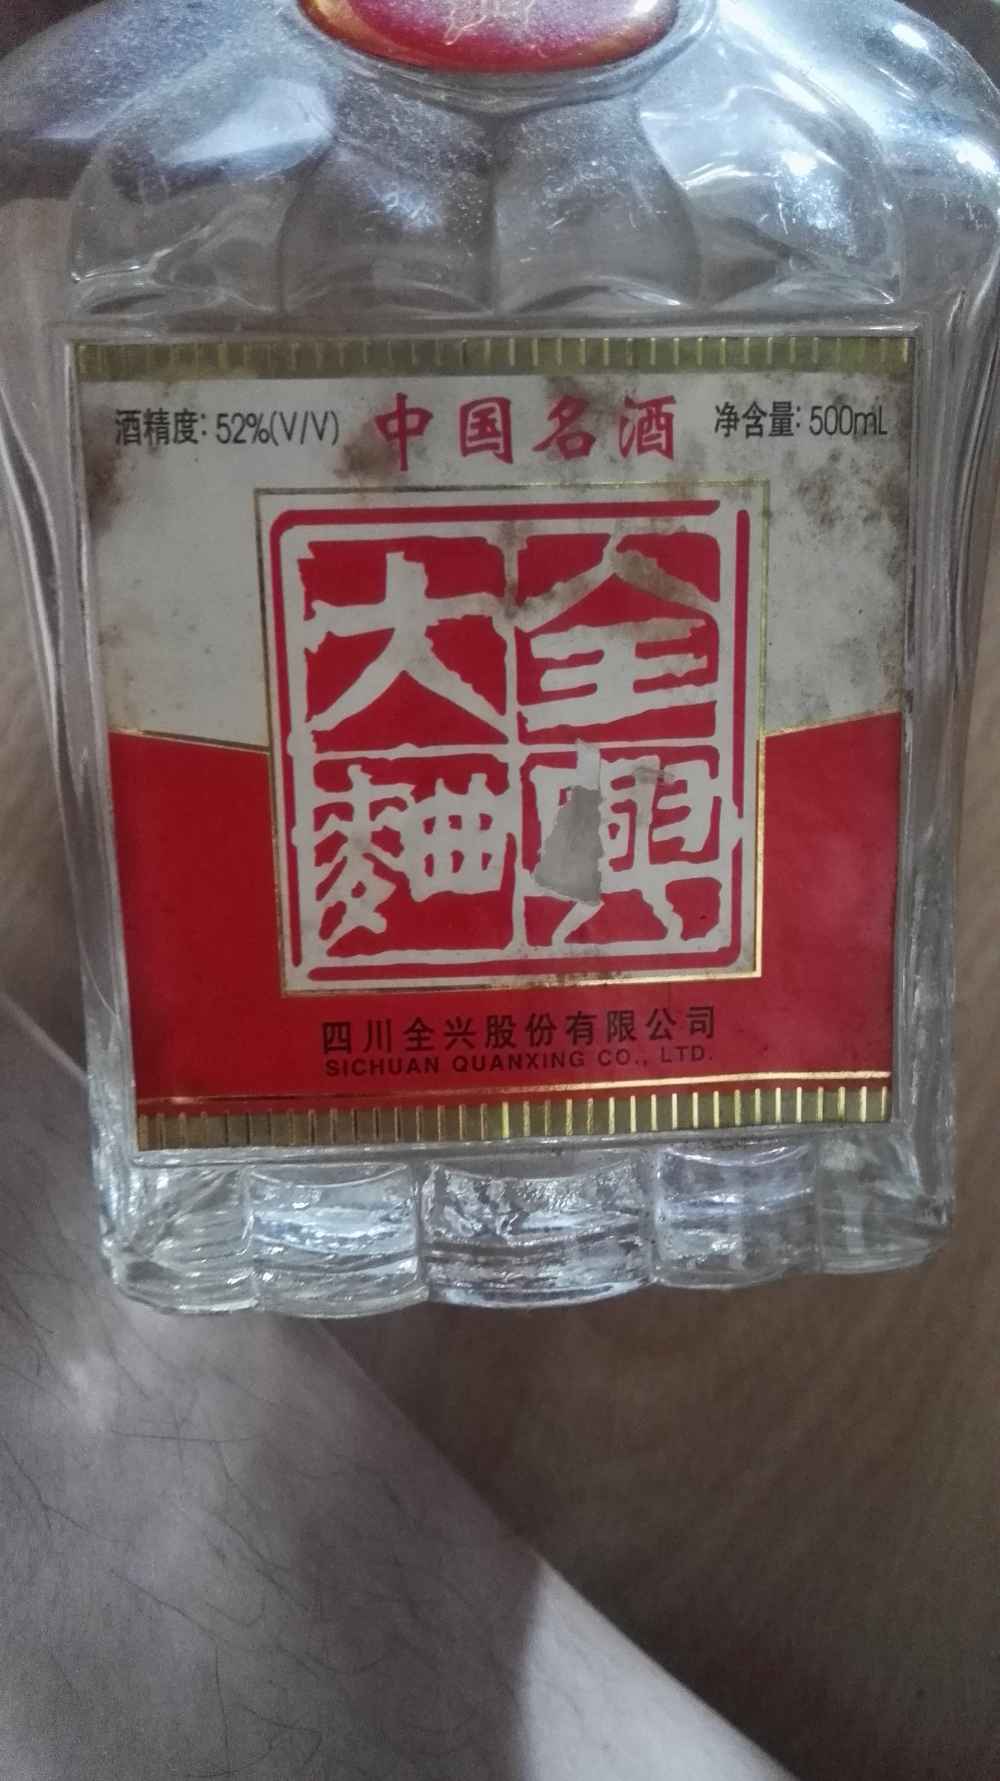 酒精度：52%(V/V) 中国名酒 净含量：500mL
全興
大麯
四川全兴股份有限公司
SICHUAN QUANXING CO., LTD.